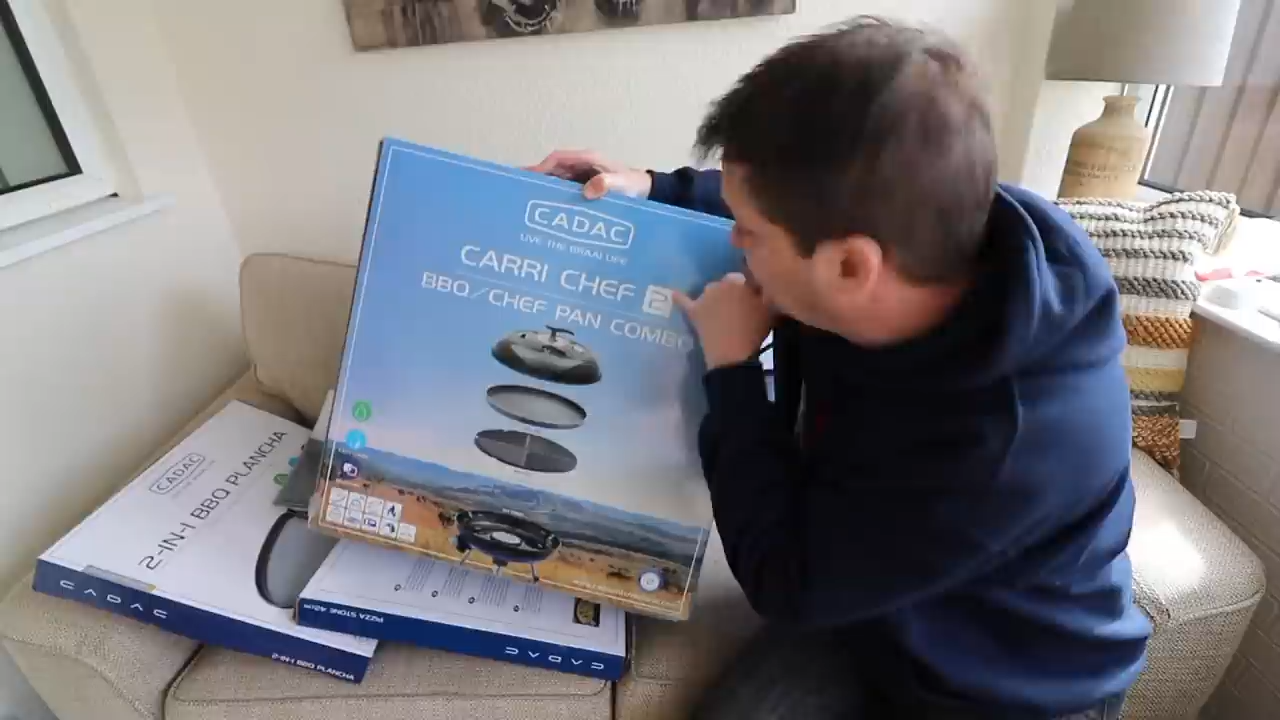 CADAC
LIVE THE BRAAI LIFE
CARRI CHEF 2
BBQ/CHEF PAN COMBO
CADAC
2-IN-1 BBQ PLANCHA
CADAC
2-IN-1 BBQ PLANCHA
PIZZA STONE 42cm
CADAC